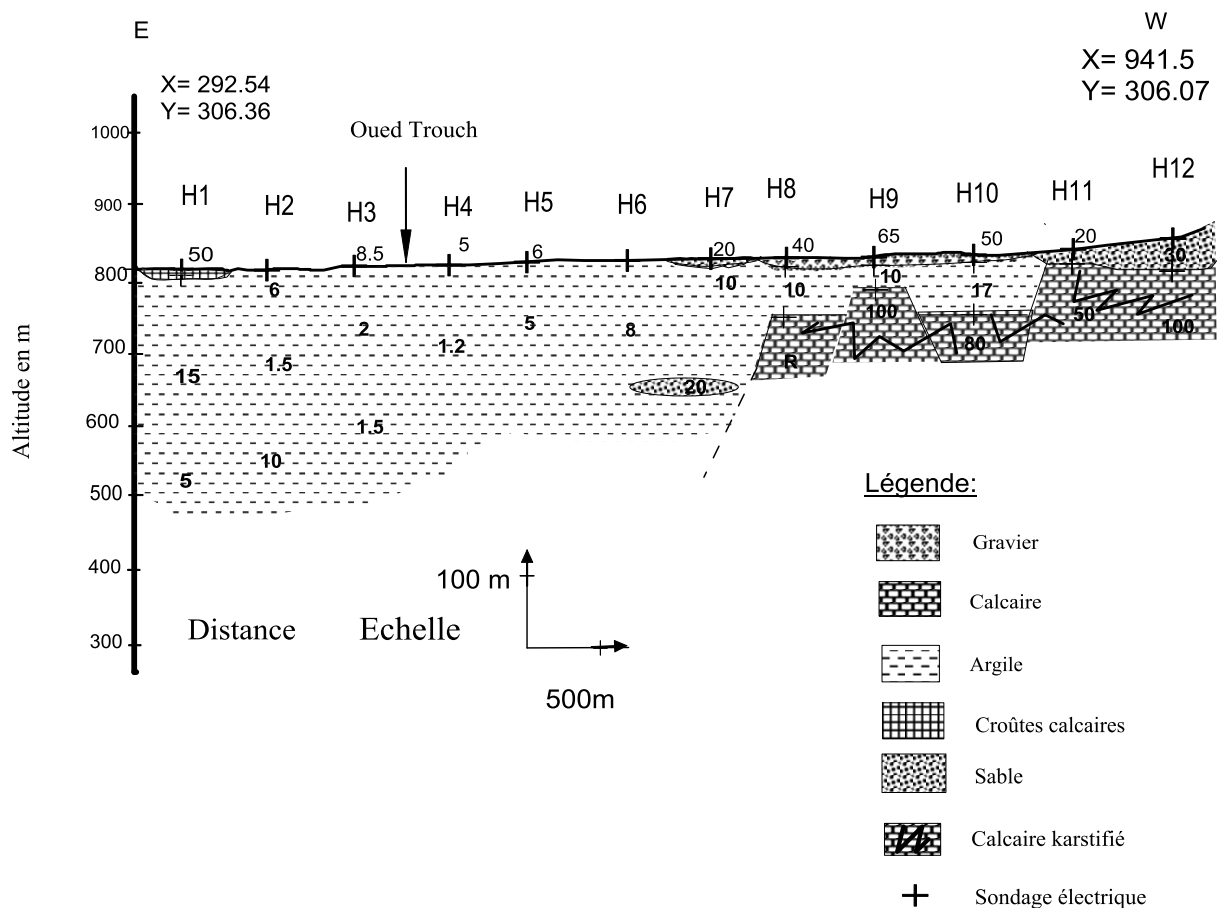 E
W
X= 292.54
Y= 306.36
X= 941.5
Y= 306.07
Oued Trouch
H1 H2 H3 H4 H5 H6 H7 H8 H9 H10 H11 H12
50 8.5 5 6 20 40 65 50 20 30
6 10 10 10 17
2 1.2 5 8 100 50 100
15 1.5 R 80
20
1.5
10
5
1000
900
800
700
600
500
400
300
Altitude en m
100 m
Distance Echelle
500m
Légende:
Gravier
Calcaire
Argile
Croûtes calcaires
Sable
Calcaire karstifié
Sondage électrique